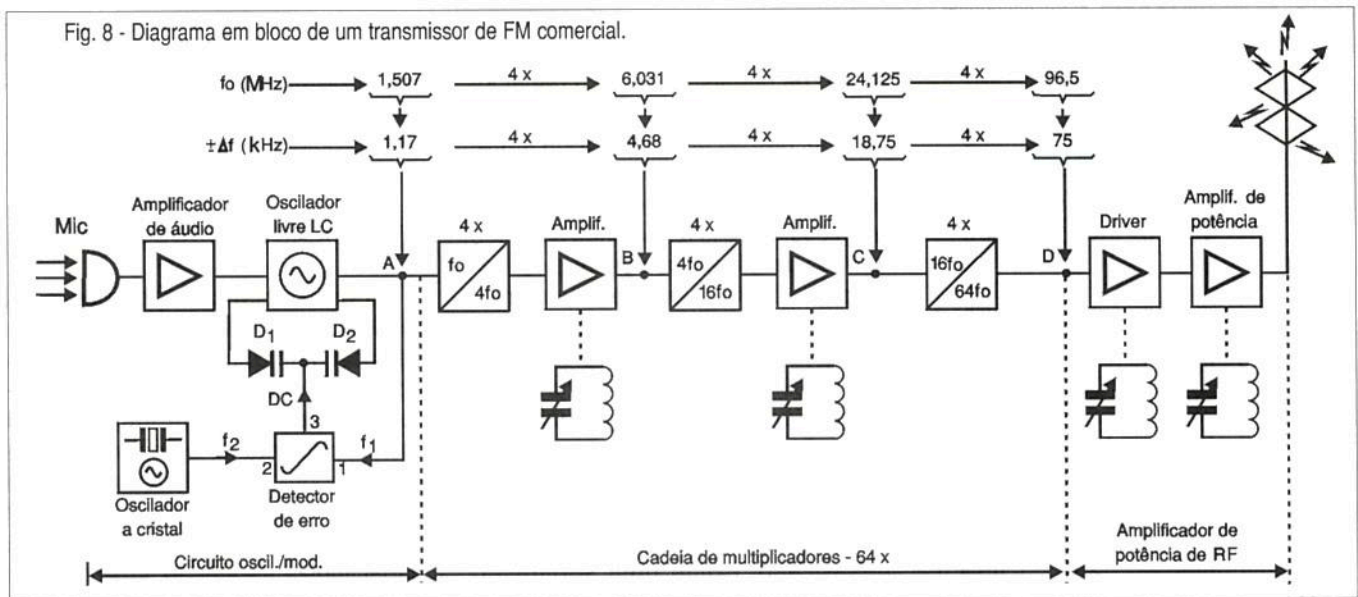 Fig. 8 - Diagrama em bloco de um transmissor de FM comercial.
fo (MHz) 1,507 4 x 6,031 4 x 24,125 4 x 96,5
±Δf (kHz) 1,17 4 x 4,68 4 x 18,75 4 x 75
Mic
Amplificador
de áudio
Oscilador
livre LC
A
4 x
fo
4fo
Amplif.
B
4 x
4fo
16fo
Amplif.
C
4 x
16fo
64fo
D
Driver
Amplif. de
potência
D1
D2
DC
3
f2
2
1
f1
Oscilador
a cristal
Detector
de erro
Circuito oscil./mod.
Cadeia de multiplicadores - 64 x
Amplificador de
potência de RF